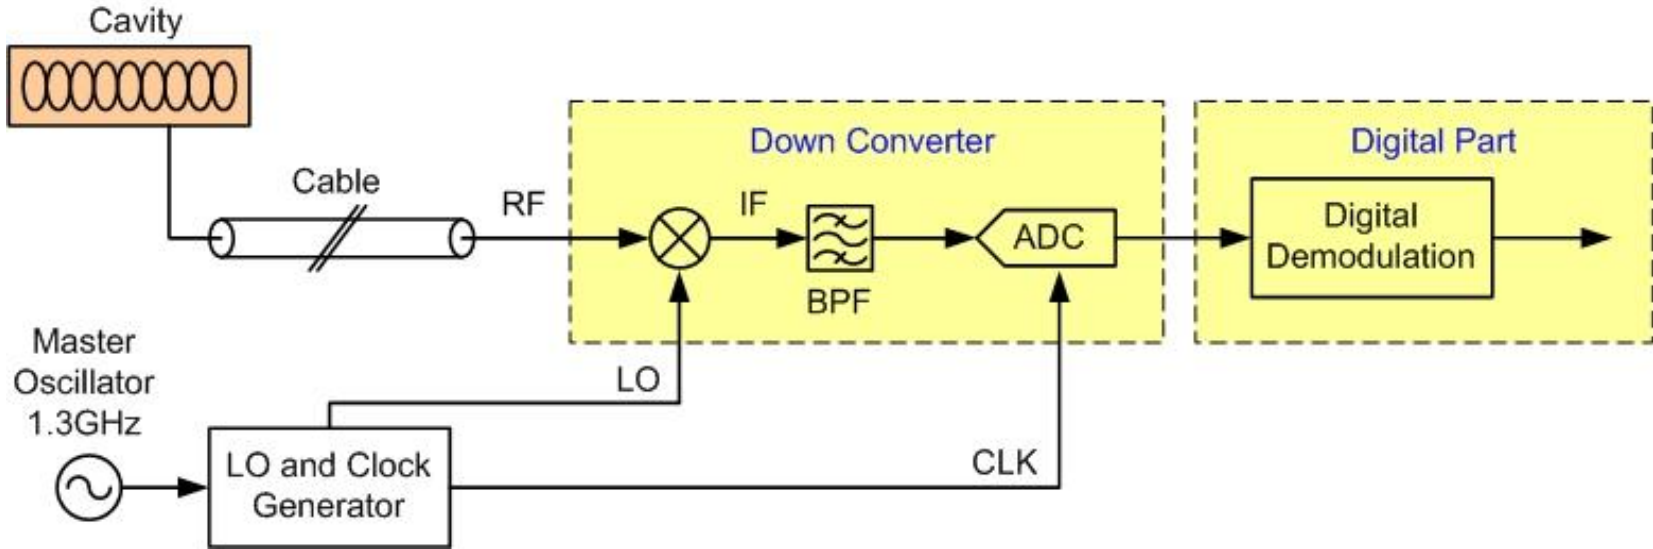 Cavity
Cable
RF
Down Converter
IF
BPF
ADC
Digital Part
Digital
Demodulation
Master
Oscillator
1.3GHz
LO
LO and Clock
Generator
CLK